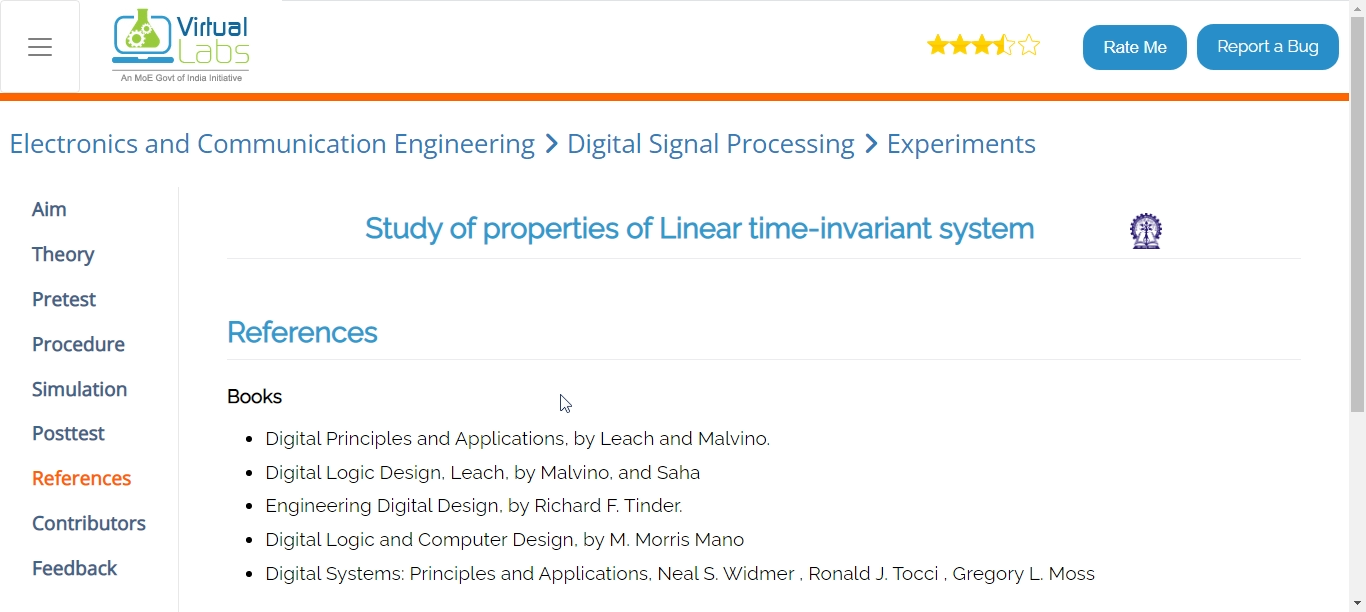 Virtual
Labs
An MoE Govt of India Initiative
Rate Me
Report a Bug
Electronics and Communication Engineering > Digital Signal Processing > Experiments
Aim
Theory
Pretest
Procedure
Simulation
Posttest
References
Contributors
Feedback
Study of properties of Linear time-invariant system
References
Books
• Digital Principles and Applications, by Leach and Malvino.
• Digital Logic Design, Leach, by Malvino, and Saha
• Engineering Digital Design, by Richard F. Tinder.
• Digital Logic and Computer Design, by M. Morris Mano
• Digital Systems: Principles and Applications, Neal S. Widmer , Ronald J. Tocci , Gregory L. Moss